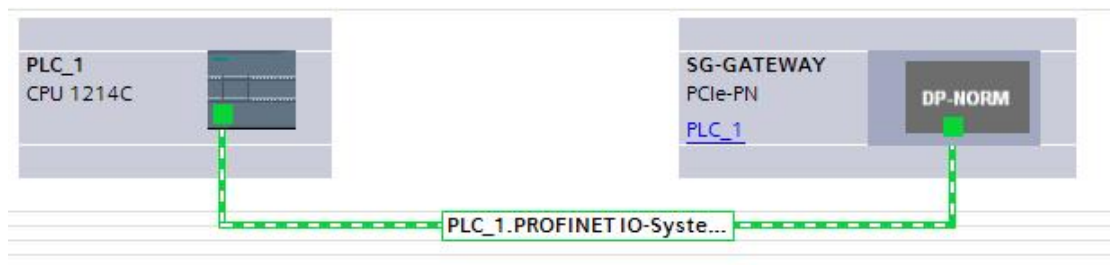 PLC_1
CPU 1214C
SG-GATEWAY
PCIe-PN
DP-NORM
PLC_1
PLC_1.PROFINET IO-Syste...